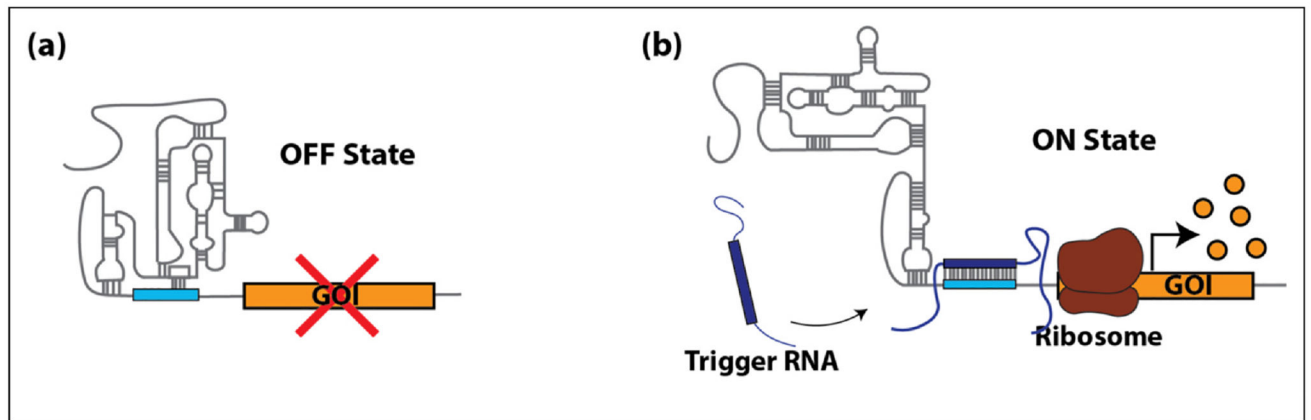 (a)
OFF State
GOI
(b)
ON State
Trigger RNA
GOI
Ribosome